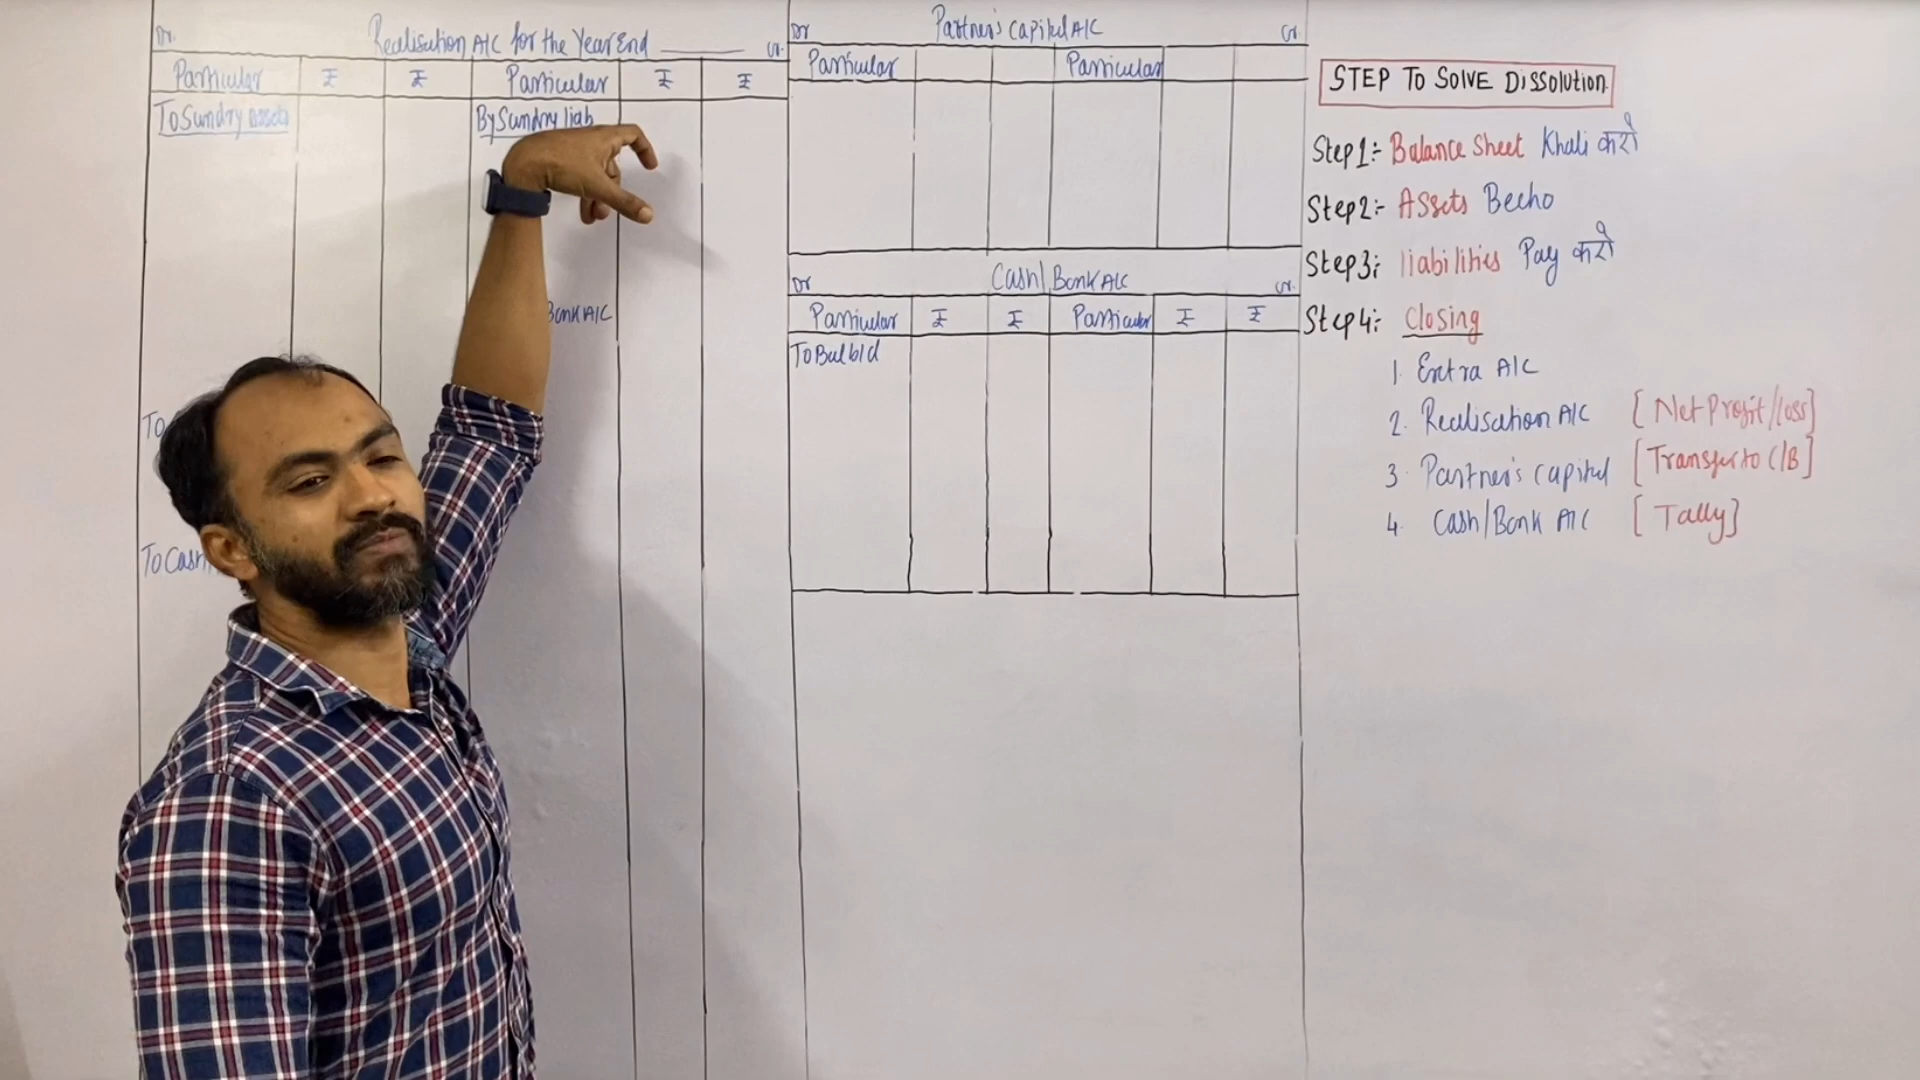 Dr. Realisation A/C for the Year End ______ Cr.
Particular ₹ ₹ Particular ₹ ₹
To Sundry Assets By Sundry liab
Bank A/C
To
To Cash
Dr Partner's Capital A/C Cr.
Particular Particular
Dr Cash/Bank A/C Cr.
Particular ₹ ₹ Particular ₹ ₹
To Bal b/d
STEP TO SOLVE DISSOLUTION
Step 1:- Balance Sheet Khali करो
Step 2:- Assets Becho
Step 3:- liabilities Pay करो
Step 4:- Closing
1. Extra A/C
2. Realisation A/C [Net Profit/Loss]
3. Partner's Capital [Transfer to C/B]
4. Cash/Bank A/C [Tally]